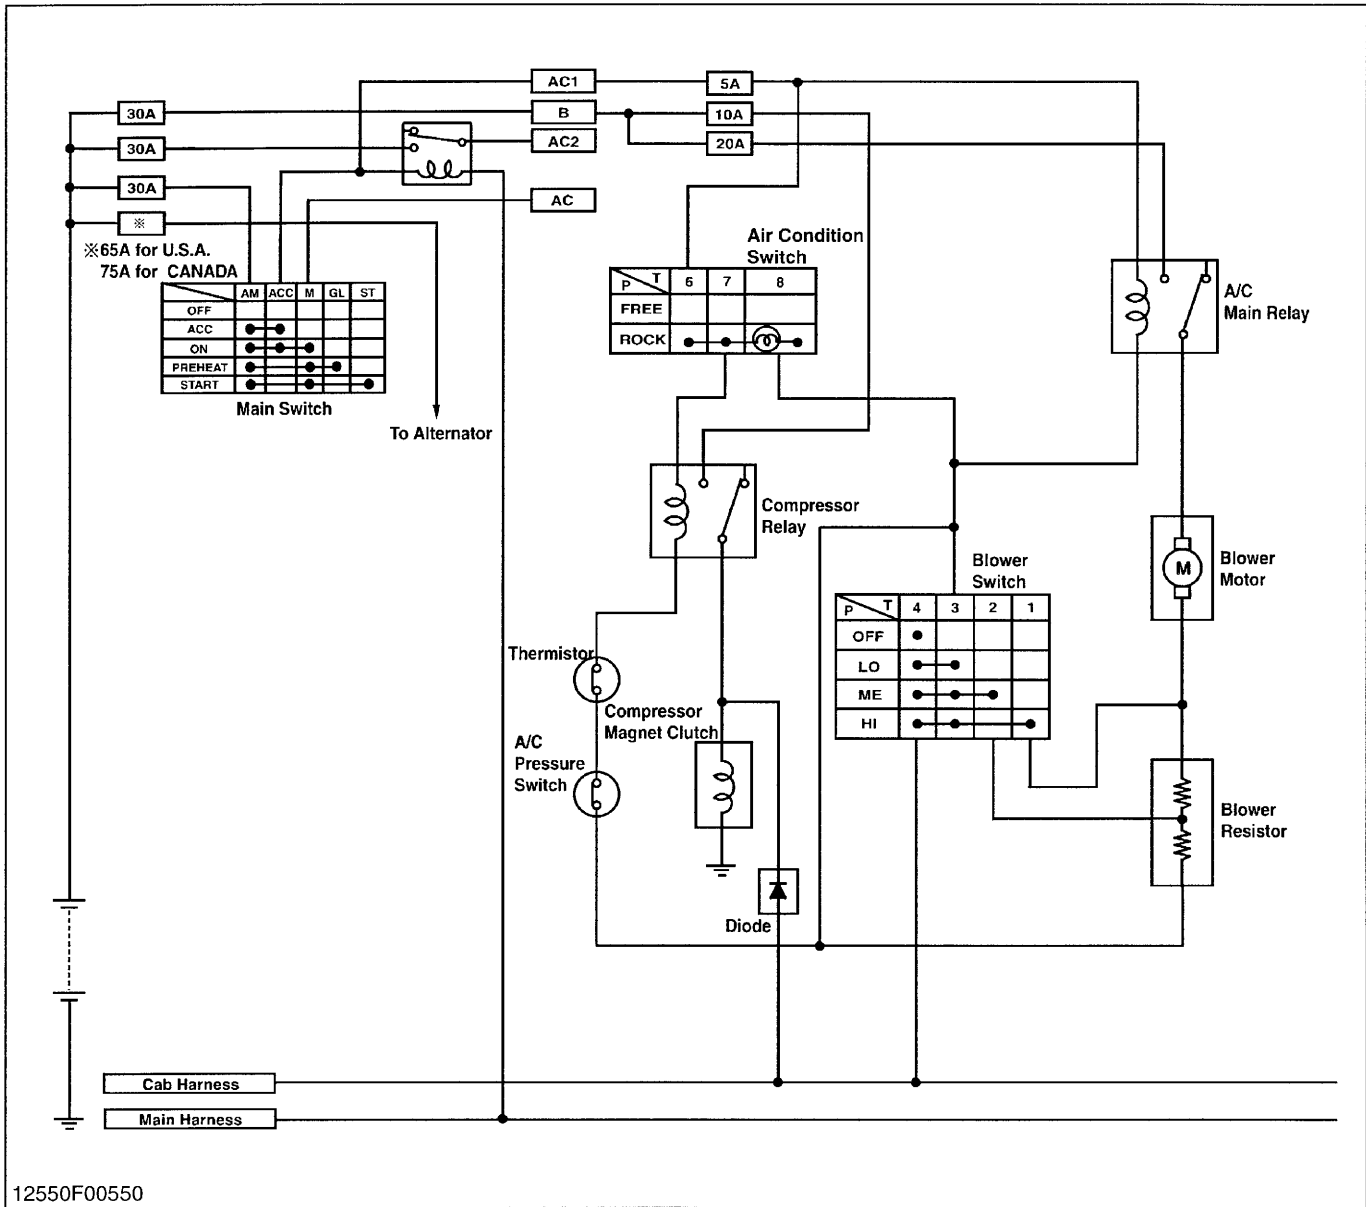 AC1
5A
30A
B
10A
30A
AC2
20A
30A
AC
※
※65A for U.S.A.
75A for CANADA
AM ACC M GL ST
OFF
ACC
ON
PREHEAT
START
Main Switch
To Alternator
Air Condition
Switch
P T 6 7 8
FREE
ROCK
A/C
Main Relay
Compressor
Relay
Blower
Switch
P T 4 3 2 1
OFF
LO
ME
HI
M
Blower
Motor
Thermistor
Compressor
Magnet Clutch
A/C
Pressure
Switch
Blower
Resistor
Diode
Cab Harness
Main Harness
12550F00550